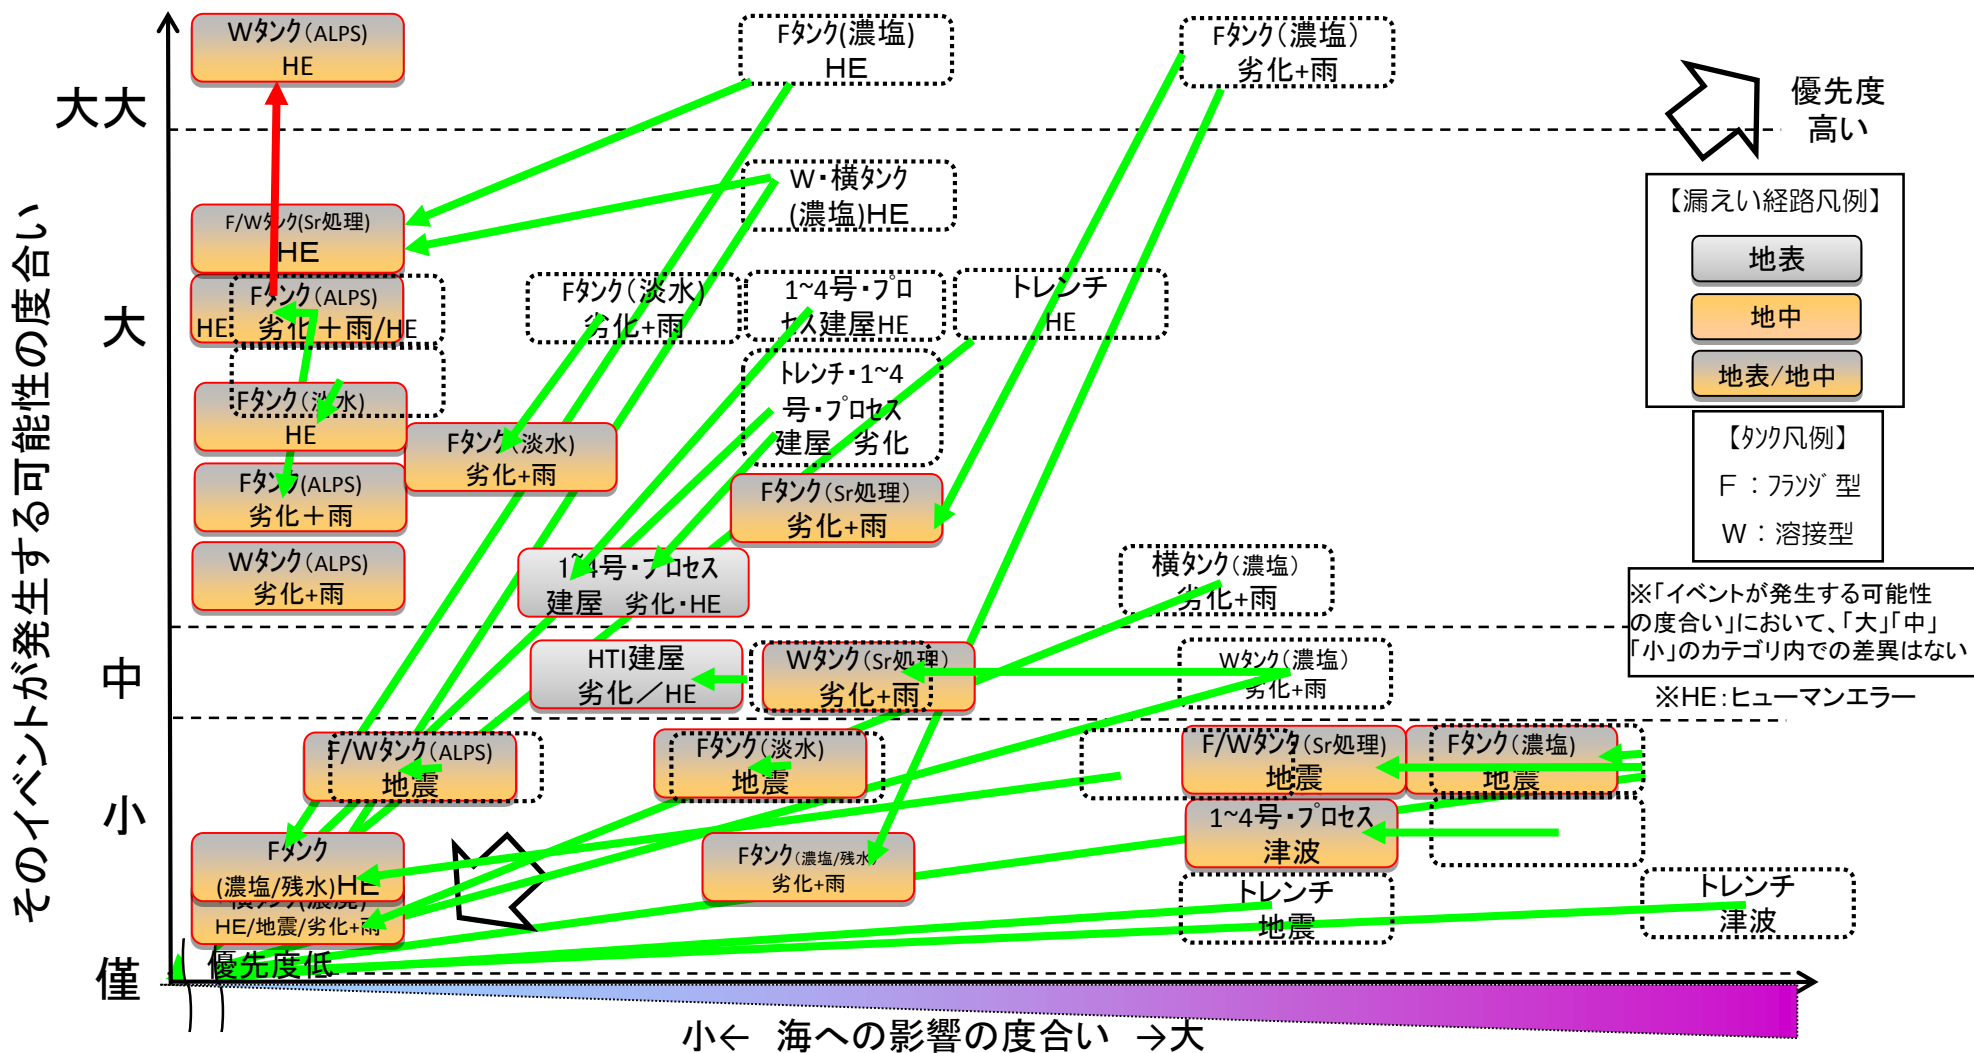 Wタンク(ALPS)
HE
Fタンク(濃塩)
HE
Fタンク(濃塩)
劣化+雨
優先度
高い
大大
W・横タンク
(濃塩)HE
【漏えい経路凡例】
地表
地中
地表/地中
F/Wタンク(Sr処理)
HE
Fタンク(ALPS)
HE
劣化+雨/HE
Fタンク(淡水)
劣化+雨
1~4号・プロ
セス建屋HE
トレンチ
HE
大
トレンチ・1~4
号・プロセス
建屋 劣化
Fタンク(淡水)
HE
Fタンク(淡水)
劣化+雨
【タンク凡例】
F:フランジ型
W:溶接型
Fタンク(ALPS)
劣化+雨
Fタンク(Sr処理)
劣化+雨
Wタンク(ALPS)
劣化+雨
1~4号・プロセス
建屋 劣化・HE
横タンク(濃塩)
劣化+雨
※「イベントが発生する可能性
の度合い」において、「大」「中」
「小」のカテゴリ内での差異はない
※HE:ヒューマンエラー
中
HTI建屋
劣化/HE
Wタンク(Sr処理)
劣化+雨
Wタンク(濃塩)
劣化+雨
F/Wタンク(ALPS)
地震
Fタンク(淡水)
地震
F/Wタンク(Sr処理)
地震
Fタンク(濃塩)
地震
小
1~4号・プロセス
津波
Fタンク
(濃塩/残水)HE
HE/地震/劣化+雨
Fタンク(濃塩/残水)
劣化+雨
トレンチ
地震
トレンチ
津波
優先度低
僅
小← 海への影響の度合い →大
そのイベントが発生する可能性の度合い